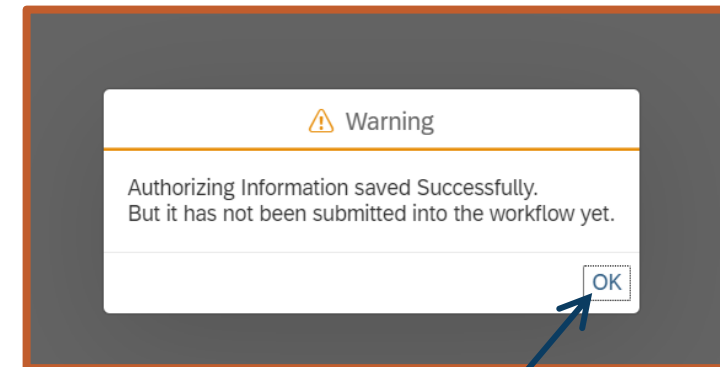 Warning
Authorizing Information saved Successfully.
But it has not been submitted into the workflow yet.
OK